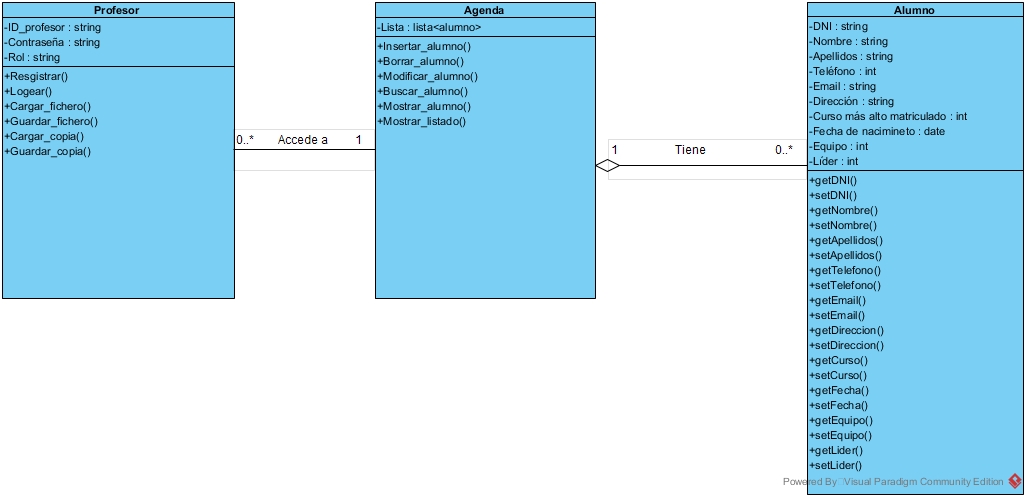 Profesor
-ID_profesor : string
-Contraseña : string
-Rol : string
+Resgistrar()
+Logear()
+Cargar_fichero()
+Guardar_fichero()
+Cargar_copia()
+Guardar_copia()
0..* Accede a 1
Agenda
-Lista : lista<alumno>
+Insertar_alumno()
+Borrar_alumno()
+Modificar_alumno()
+Buscar_alumno()
+Mostrar_alumno()
+Mostrar_listado()
1 Tiene 0..*
Alumno
-DNI : string
-Nombre : string
-Apellidos : string
-Teléfono : int
-Email : string
-Dirección : string
-Curso más alto matriculado : int
-Fecha de nacimineto : date
-Equipo : int
-Líder : int
+getDNI()
+setDNI()
+getNombre()
+setNombre()
+getApellidos()
+setApellidos()
+getTelefono()
+setTelefono()
+getEmail()
+setEmail()
+getDireccion()
+setDireccion()
+getCurso()
+setCurso()
+getFecha()
+setFecha()
+getEquipo()
+setEquipo()
+getLider()
+setLider()
Powered By Visual Paradigm Community Edition